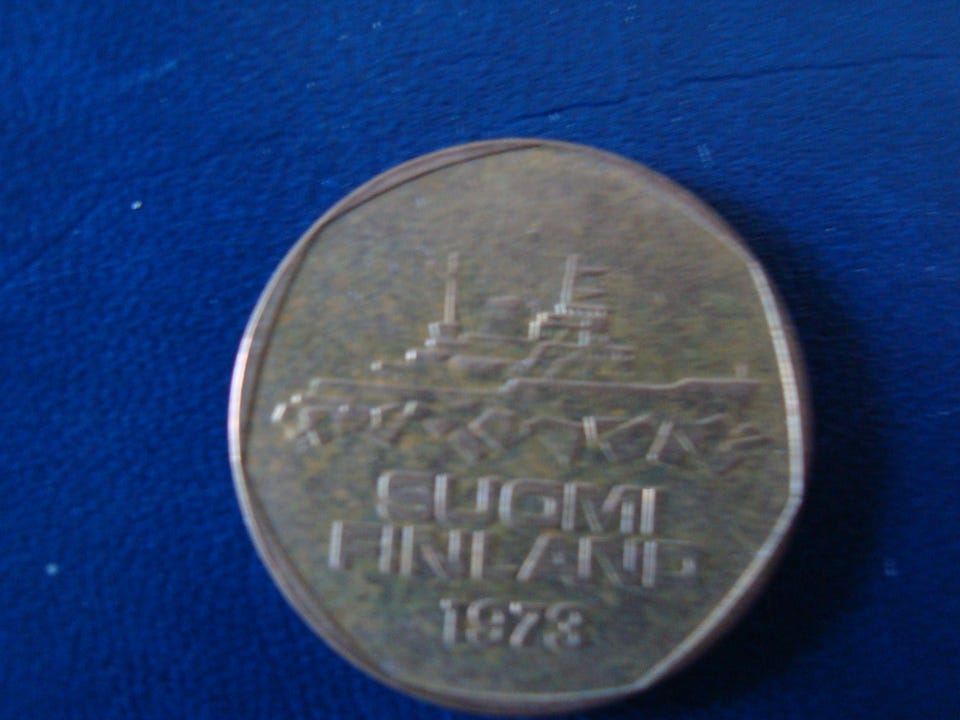 SUOMI
FINLAND
1973